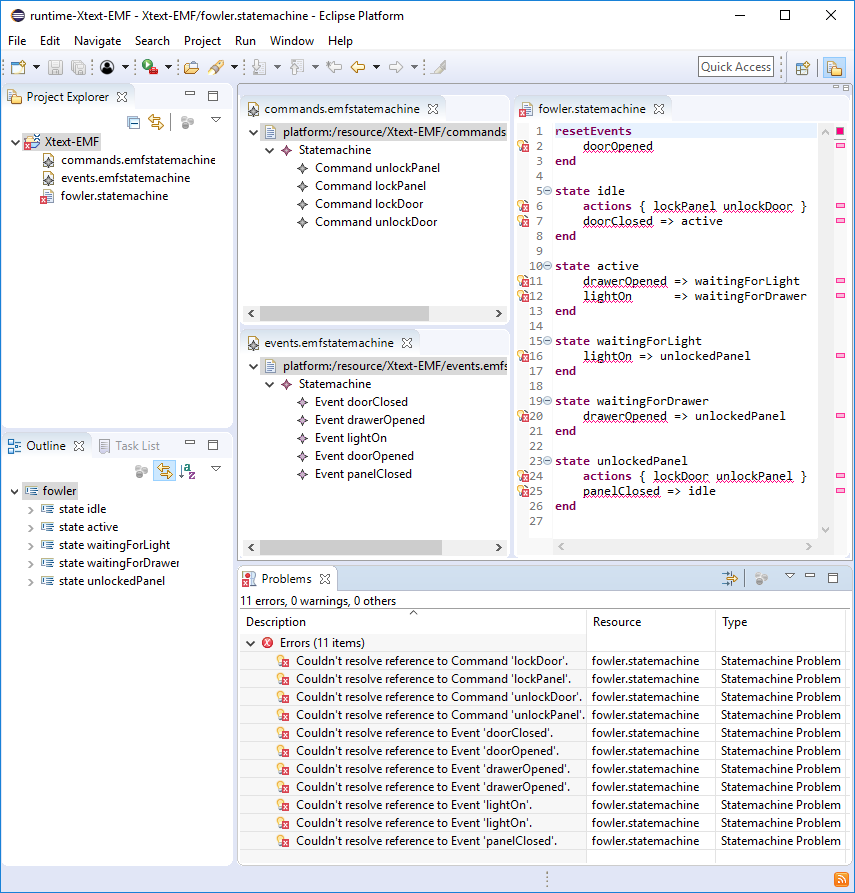 runtime-Xtext-EMF - Xtext-EMF/fowler.statemachine - Eclipse Platform
File Edit Navigate Search Project Run Window Help
Quick Access
Project Explorer
Xtext-EMF
commands.emfstatemachine
events.emfstatemachine
fowler.statemachine
Outline Task List
fowler
state idle
state active
state waitingForLight
state waitingForDrawer
state unlockedPanel
commands.emfstatemachine
platform:/resource/Xtext-EMF/commands
Statemachine
Command unlockPanel
Command lockPanel
Command lockDoor
Command unlockDoor
events.emfstatemachine
platform:/resource/Xtext-EMF/events.emfs
Statemachine
Event doorClosed
Event drawerOpened
Event lightOn
Event doorOpened
Event panelClosed
fowler.statemachine
1 resetEvents
2 doorOpened
3 end
4
5 state idle
6 actions { lockPanel unlockDoor }
7 doorClosed => active
8 end
9
10 state active
11 drawerOpened => waitingForLight
12 lightOn => waitingForDrawer
13 end
14
15 state waitingForLight
16 lightOn => unlockedPanel
17 end
18
19 state waitingForDrawer
20 drawerOpened => unlockedPanel
21 end
22
23 state unlockedPanel
24 actions { lockDoor unlockPanel }
25 panelClosed => idle
26 end
27
Problems
11 errors, 0 warnings, 0 others
Description Resource Type
Errors (11 items)
Couldn't resolve reference to Command 'lockDoor'. fowler.statemachine Statemachine Problem
Couldn't resolve reference to Command 'lockPanel'. fowler.statemachine Statemachine Problem
Couldn't resolve reference to Command 'unlockDoor'. fowler.statemachine Statemachine Problem
Couldn't resolve reference to Command 'unlockPanel'. fowler.statemachine Statemachine Problem
Couldn't resolve reference to Event 'doorClosed'. fowler.statemachine Statemachine Problem
Couldn't resolve reference to Event 'doorOpened'. fowler.statemachine Statemachine Problem
Couldn't resolve reference to Event 'drawerOpened'. fowler.statemachine Statemachine Problem
Couldn't resolve reference to Event 'drawerOpened'. fowler.statemachine Statemachine Problem
Couldn't resolve reference to Event 'lightOn'. fowler.statemachine Statemachine Problem
Couldn't resolve reference to Event 'lightOn'. fowler.statemachine Statemachine Problem
Couldn't resolve reference to Event 'panelClosed'. fowler.statemachine Statemachine Problem